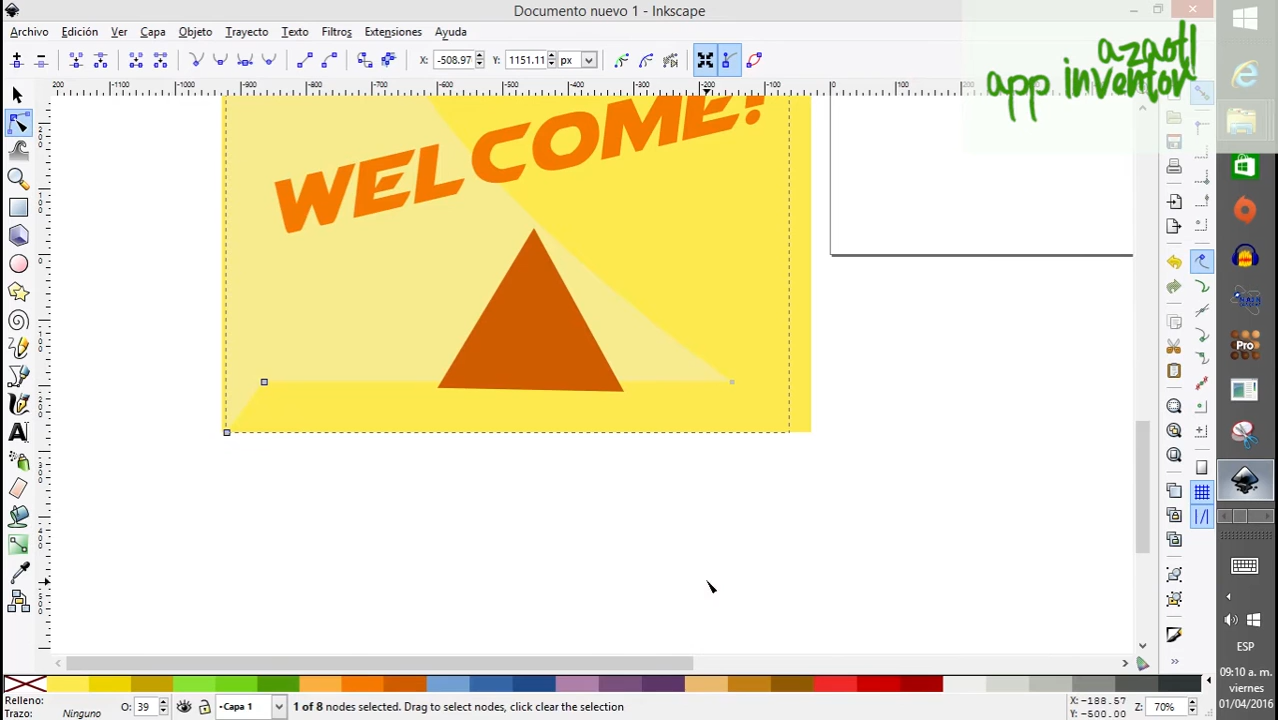 Documento nuevo 1 - Inkscape
azaotl
app inventor
Archivo Edición Ver Capa Objeto Trayecto Texto Filtros Extensiones Ayuda
X: -508.97 Y: 1151.11 px
WELCOME!
Pro
ESP
09:10 a. m.
viernes
01/04/2016
Relleno:
Trazo: Ninguno
O: 39
Capa 1
1 of 8 nodes selected. Drag to select nodes, click clear the selection
X: -188.57
Y: -500.00
Z: 70%